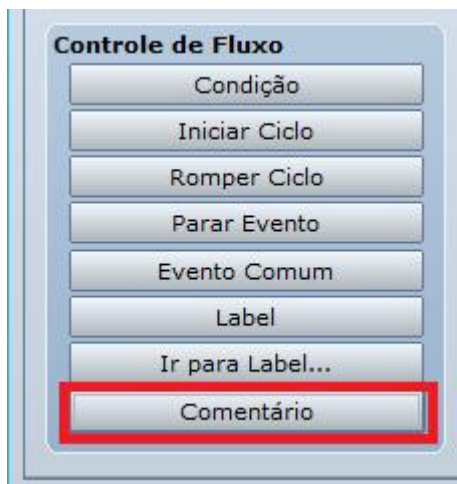 Controle de Fluxo
Condição
Iniciar Ciclo
Romper Ciclo
Parar Evento
Evento Comum
Label
Ir para Label...
Comentário